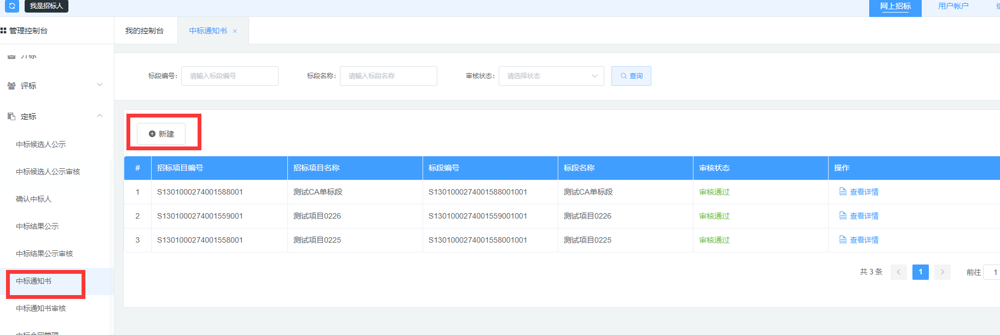 我是招标人
网上招标
用户帐户
管理控制台
我的控制台
中标通知书
开标
评标
定标
中标候选人公示
中标候选人公示审核
确认中标人
中标结果公示
中标结果公示审核
中标通知书
中标通知书审核
中标合同管理
标段编号: 请输入标段编号 标段名称: 请输入标段名称 审核状态: 请选择状态 查询
新建
# 招标项目编号 招标项目名称 标段编号 标段名称 审核状态 操作
1 S1301000274001588001 测试CA单标段 S1301000274001588001001 测试CA单标段 审核通过 查看详情
2 S1301000274001559001 测试项目0226 S1301000274001559001001 测试项目0226 审核通过 查看详情
3 S1301000274001558001 测试项目0225 S1301000274001558001001 测试项目0225 审核通过 查看详情
共 3 条 1 前往 1